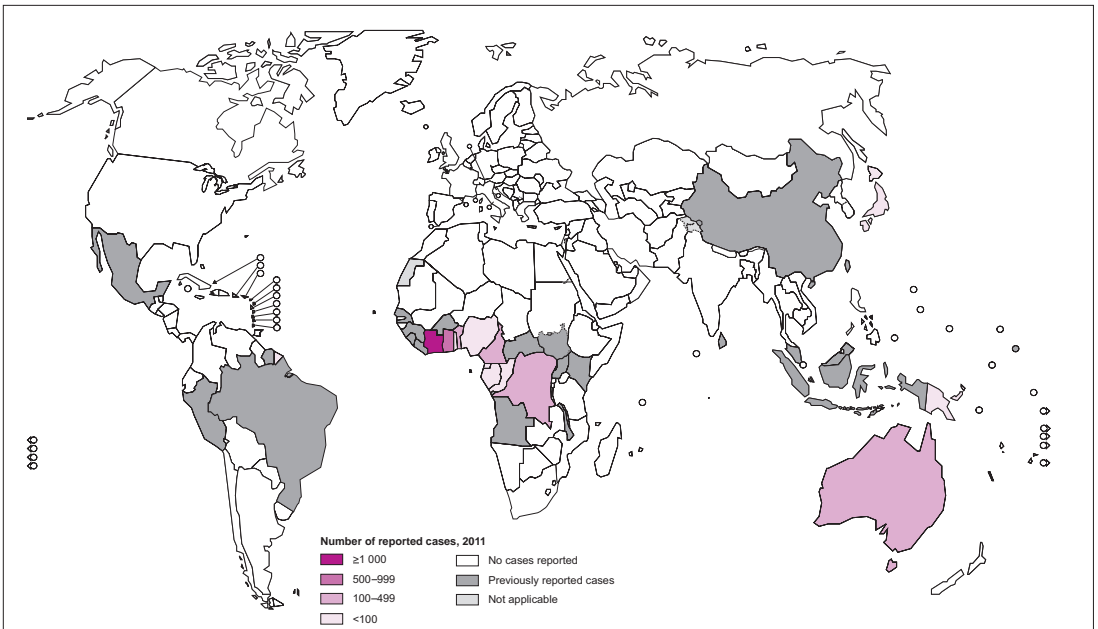 Number of reported cases, 2011
≥1 000
500–999
100–499
<100
No cases reported
Previously reported cases
Not applicable